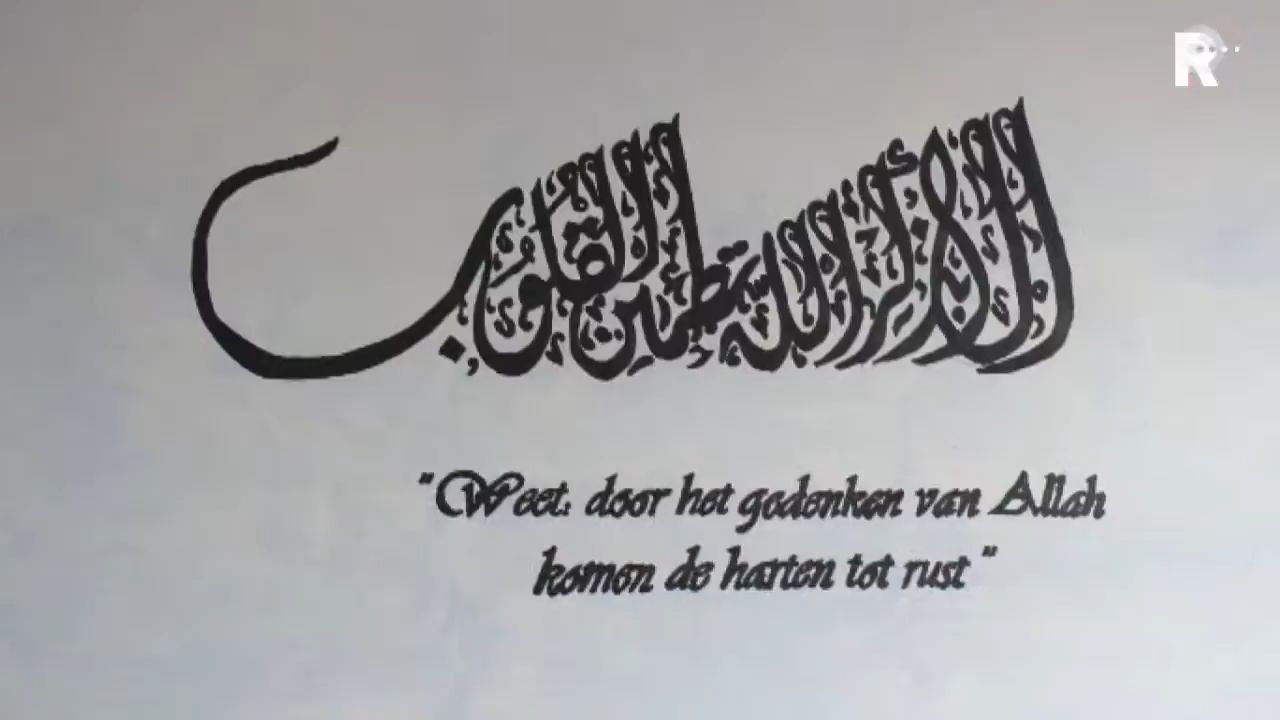 ألا بذكر الله تطمئن القلوب
"Weet: door het gedenken van Allah
komen de harten tot rust"
R